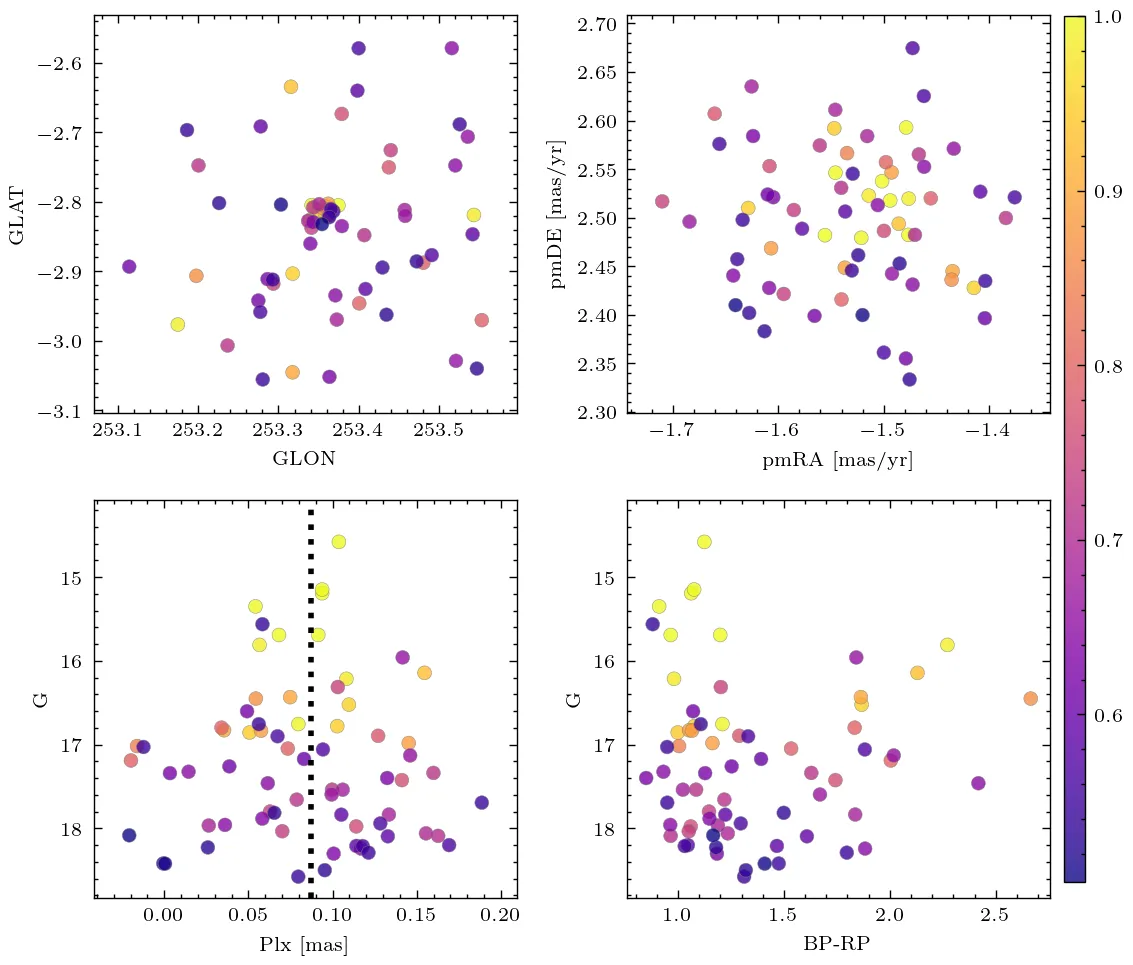 −2.6
−2.7
−2.8
−2.9
−3.0
−3.1
GLAT
253.1 253.2 253.3 253.4 253.5
GLON
2.70
2.65
2.60
2.55
2.50
2.45
2.40
2.35
2.30
pmDE [mas/yr]
−1.7 −1.6 −1.5 −1.4
pmRA [mas/yr]
1.0
0.9
0.8
0.7
0.6
15
16
17
18
G
0.00 0.05 0.10 0.15 0.20
Plx [mas]
15
16
17
18
G
1.0 1.5 2.0 2.5
BP-RP